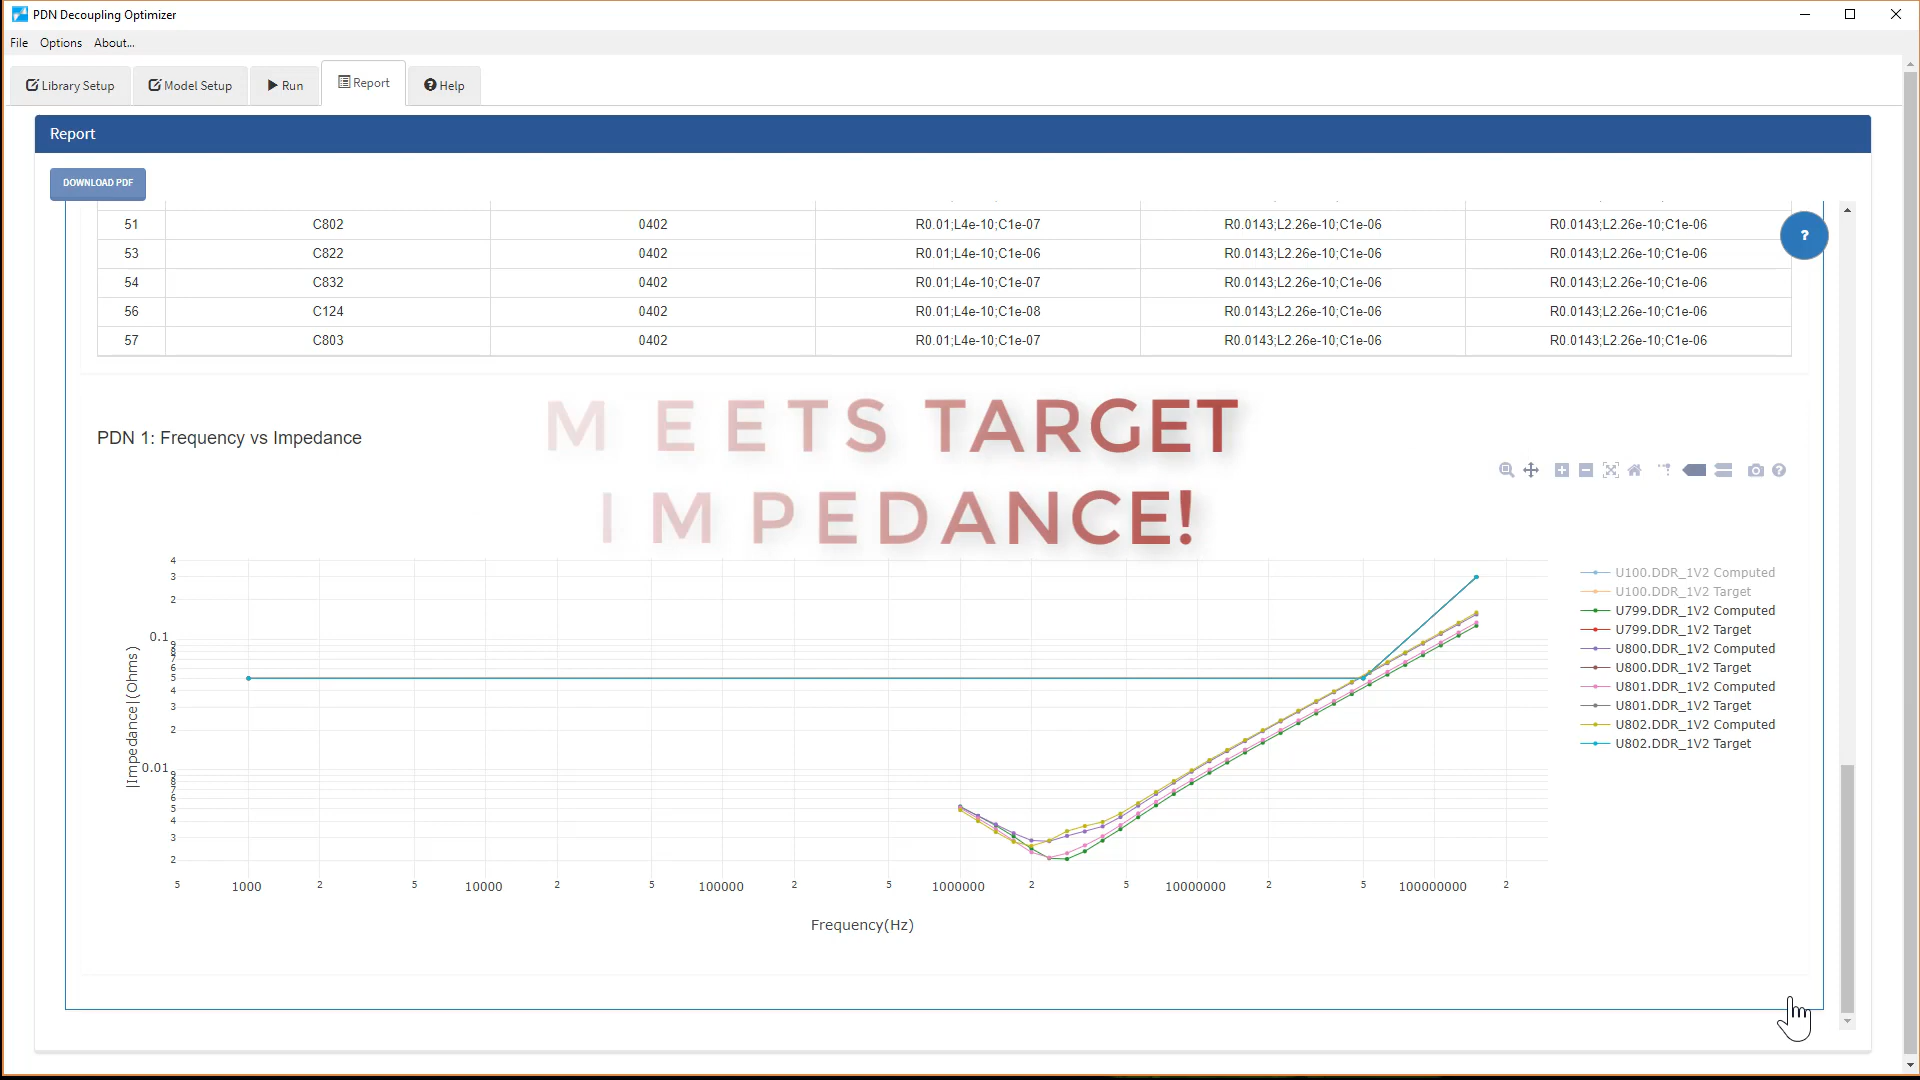 PDN Decoupling Optimizer
File Options About...
Library Setup Model Setup Run Report Help
Report
DOWNLOAD PDF
51 C802 0402 R0.01;L4e-10;C1e-07 R0.0143;L2.26e-10;C1e-06 R0.0143;L2.26e-10;C1e-06
53 C822 0402 R0.01;L4e-10;C1e-06 R0.0143;L2.26e-10;C1e-06 R0.0143;L2.26e-10;C1e-06
54 C832 0402 R0.01;L4e-10;C1e-07 R0.0143;L2.26e-10;C1e-06 R0.0143;L2.26e-10;C1e-06
56 C124 0402 R0.01;L4e-10;C1e-08 R0.0143;L2.26e-10;C1e-06 R0.0143;L2.26e-10;C1e-06
57 C803 0402 R0.01;L4e-10;C1e-07 R0.0143;L2.26e-10;C1e-06 R0.0143;L2.26e-10;C1e-06
?
MEETS TARGET
IMPEDANCE!
PDN 1: Frequency vs Impedance
4
3
2
0.1
9
8
7
6
5
4
3
2
0.01
9
8
7
6
5
4
3
2
|Impedance|(Ohms)
5 1000 2 5 10000 2 5 100000 2 5 1000000 2 5 10000000 2 5 100000000 2
Frequency(Hz)
U100.DDR_1V2 Computed
U100.DDR_1V2 Target
U799.DDR_1V2 Computed
U799.DDR_1V2 Target
U800.DDR_1V2 Computed
U800.DDR_1V2 Target
U801.DDR_1V2 Computed
U801.DDR_1V2 Target
U802.DDR_1V2 Computed
U802.DDR_1V2 Target